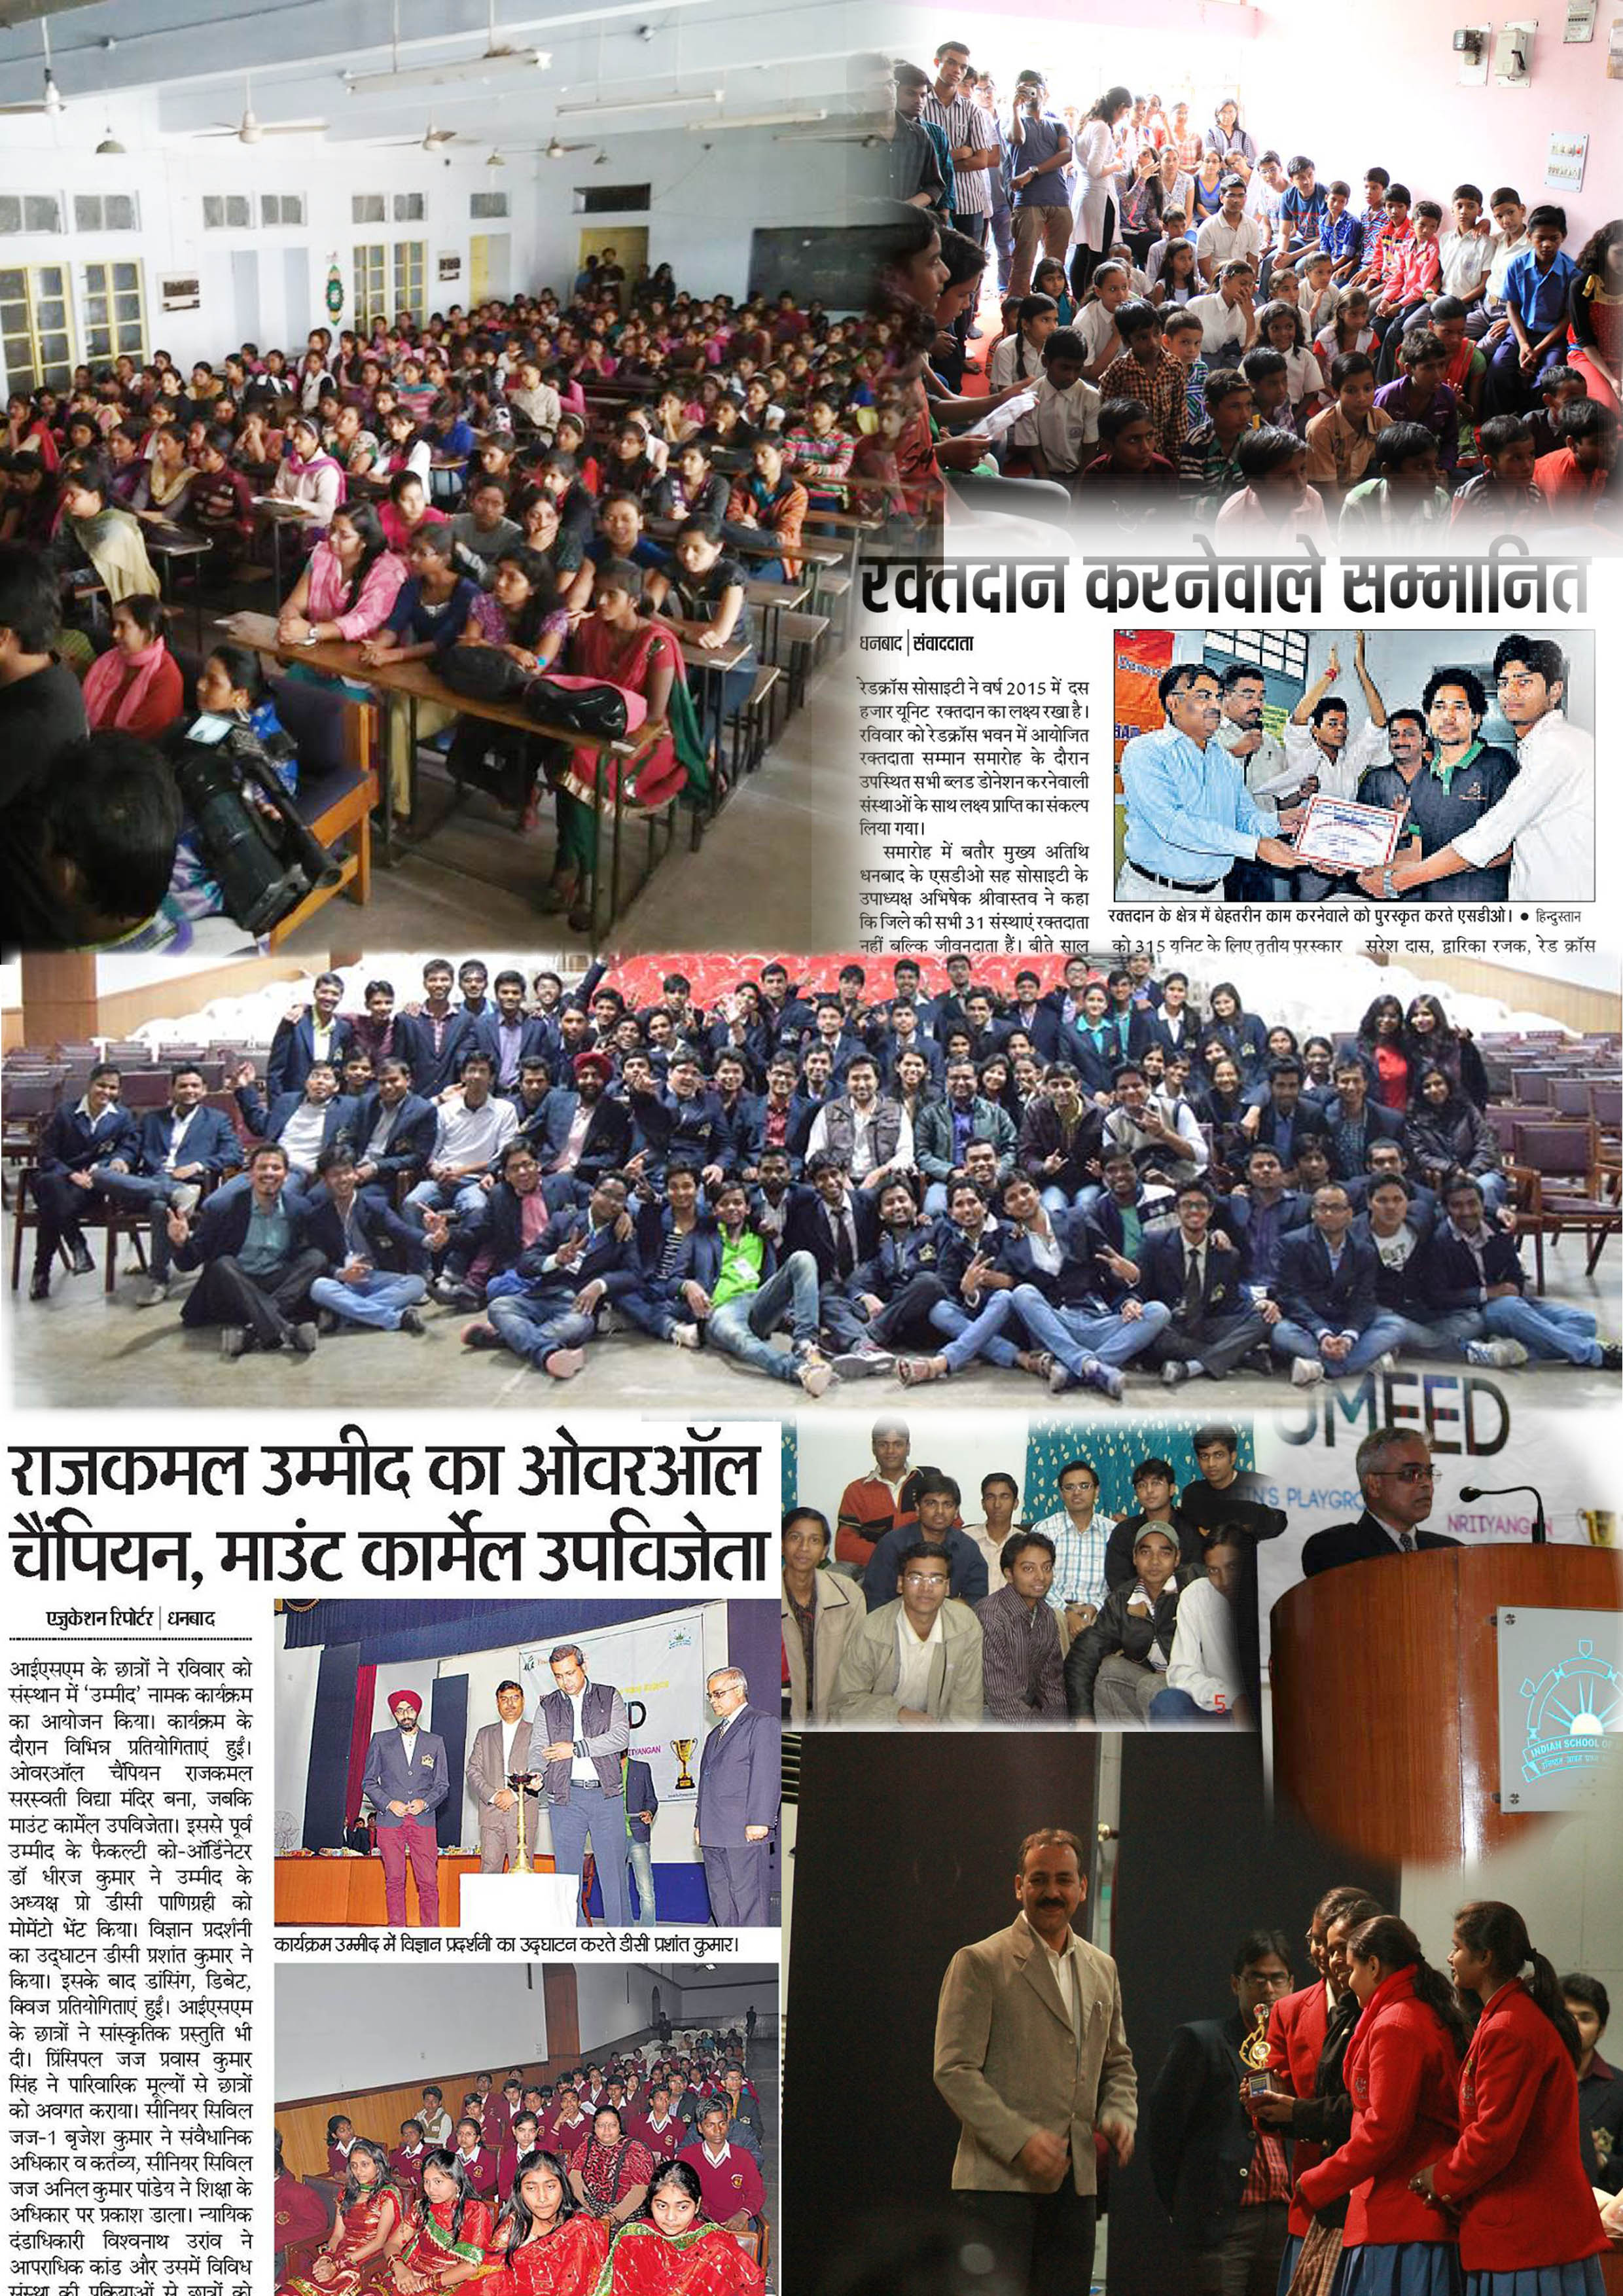 रक्तदान करनेवाले सम्मानित
धनबाद | संवाददाता
रेडक्रॉस सोसाइटी ने वर्ष 2015 में दस
हजार यूनिट रक्तदान का लक्ष्य रखा है।
रविवार को रेडक्रॉस भवन में आयोजित
रक्तदाता सम्मान समारोह के दौरान
उपस्थित सभी ब्लड डोनेशन करनेवाली
संस्थाओं के साथ लक्ष्य प्राप्ति का संकल्प
लिया गया।
समारोह में बतौर मुख्य अतिथि
धनबाद के एसडीओ सह सोसाइटी के
उपाध्यक्ष अभिषेक श्रीवास्तव ने कहा
कि जिले की सभी 31 संस्थाएं रक्तदाता
नहीं बल्कि जीवनदाता हैं। बीते साल
रक्तदान के क्षेत्र में बेहतरीन काम करनेवाले को पुरस्कृत करते एसडीओ। ● हिन्दुस्तान
को 315 यूनिट के लिए तृतीय पुरस्कार
सुरेश दास, द्वारिका रजक, रेड क्रॉस
राजकमल उम्मीद का ओवरऑल
चैंपियन, माउंट कार्मेल उपविजेता
एजुकेशन रिपोर्टर | धनबाद
आईएसएम के छात्रों ने रविवार को
संस्थान में ‘उम्मीद’ नामक कार्यक्रम
का आयोजन किया। कार्यक्रम के
दौरान विभिन्न प्रतियोगिताएं हुईं।
ओवरऑल चैंपियन राजकमल
सरस्वती विद्या मंदिर बना, जबकि
माउंट कार्मेल उपविजेता। इससे पूर्व
उम्मीद के फैकल्टी को-ऑर्डिनेटर
डॉ धीरज कुमार ने उम्मीद के
अध्यक्ष प्रो डीसी पाणिग्रही को
मोमेंटो भेंट किया। विज्ञान प्रदर्शनी
का उद्घाटन डीसी प्रशांत कुमार ने
किया। इसके बाद डांसिंग, डिबेट,
क्विज प्रतियोगिताएं हुईं। आईएसएम
के छात्रों ने सांस्कृतिक प्रस्तुति भी
दी। प्रिंसिपल जज प्रवास कुमार
सिंह ने पारिवारिक मूल्यों से छात्रों
को अवगत कराया। सीनियर सिविल
जज-1 बृजेश कुमार ने संवैधानिक
अधिकार व कर्तव्य, सीनियर सिविल
जज अनिल कुमार पांडेय ने शिक्षा के
अधिकार पर प्रकाश डाला। न्यायिक
दंडाधिकारी विश्वनाथ उरांव ने
आपराधिक कांड और उसमें विविध
संस्था की प्रक्रियाओं से छात्रों को
कार्यक्रम उम्मीद में विज्ञान प्रदर्शनी का उद्घाटन करते डीसी प्रशांत कुमार।
UMEED
IN'S PLAYGRO
NRITYANGAN
5
INDIAN SCHOOL OF